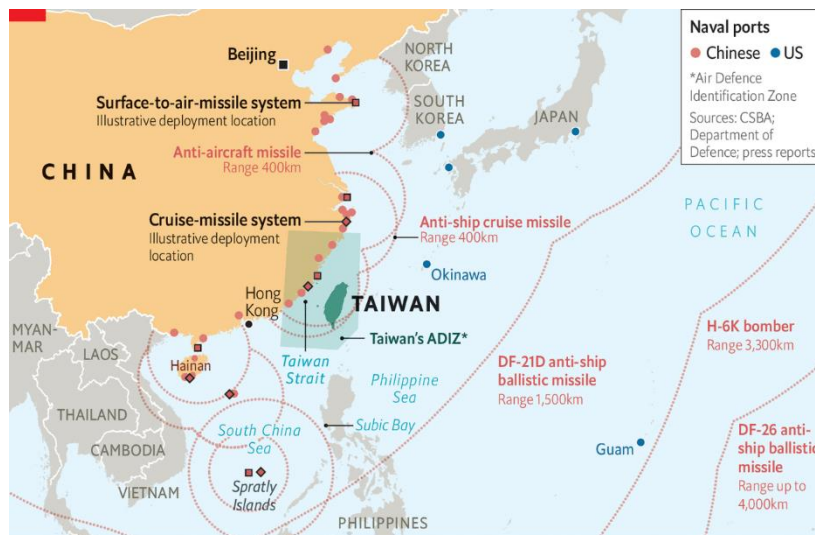 Naval ports
Chinese US
*Air Defence
Identification Zone
Sources: CSBA;
Department of
Defence; press reports
Beijing
NORTH
KOREA
SOUTH
KOREA
JAPAN
MONGOLIA
Surface-to-air-missile system
Illustrative deployment location
Anti-aircraft missile
Range 400km
CHINA
Cruise-missile system
Illustrative deployment
location
Anti-ship cruise missile
Range 400km
PACIFIC
OCEAN
Okinawa
Hong
Kong
TAIWAN
Taiwan's ADIZ*
Taiwan
Strait
MYAN-
MAR
LAOS
Hainan
THAILAND
CAMBODIA
VIETNAM
South China
Sea
Spratly
Islands
Philippine
Sea
Subic Bay
PHILIPPINES
DF-21D anti-ship
ballistic missile
Range 1,500km
H-6K bomber
Range 3,300km
Guam
DF-26 anti-
ship ballistic
missile
Range up to
4,000km